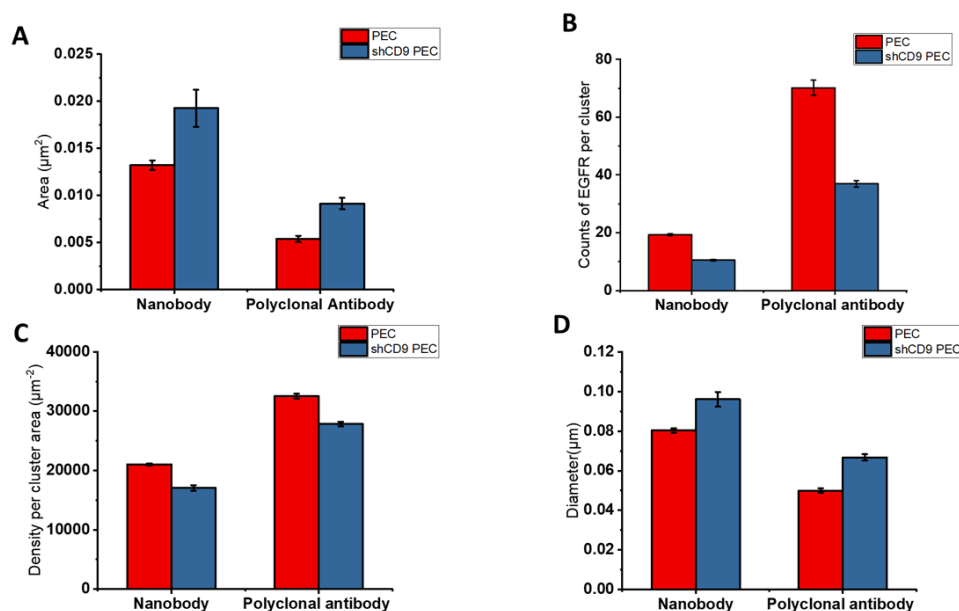 A
PEC
shCD9 PEC
0.025
0.020
0.015
0.010
0.005
0.000
Area (µm²)
Nanobody
Polyclonal Antibody
B
PEC
shCD9 PEC
80
60
40
20
0
Counts of EGFR per cluster
Nanobody
Polyclonal antibody
C
PEC
shCD9 PEC
40000
30000
20000
10000
0
Density per cluster area (µm⁻²)
Nanobody
Polyclonal antibody
D
PEC
shCD9 PEC
0.12
0.10
0.08
0.06
0.04
0.02
0.00
Diameter(µm)
Nanobody
Polyclonal antibody